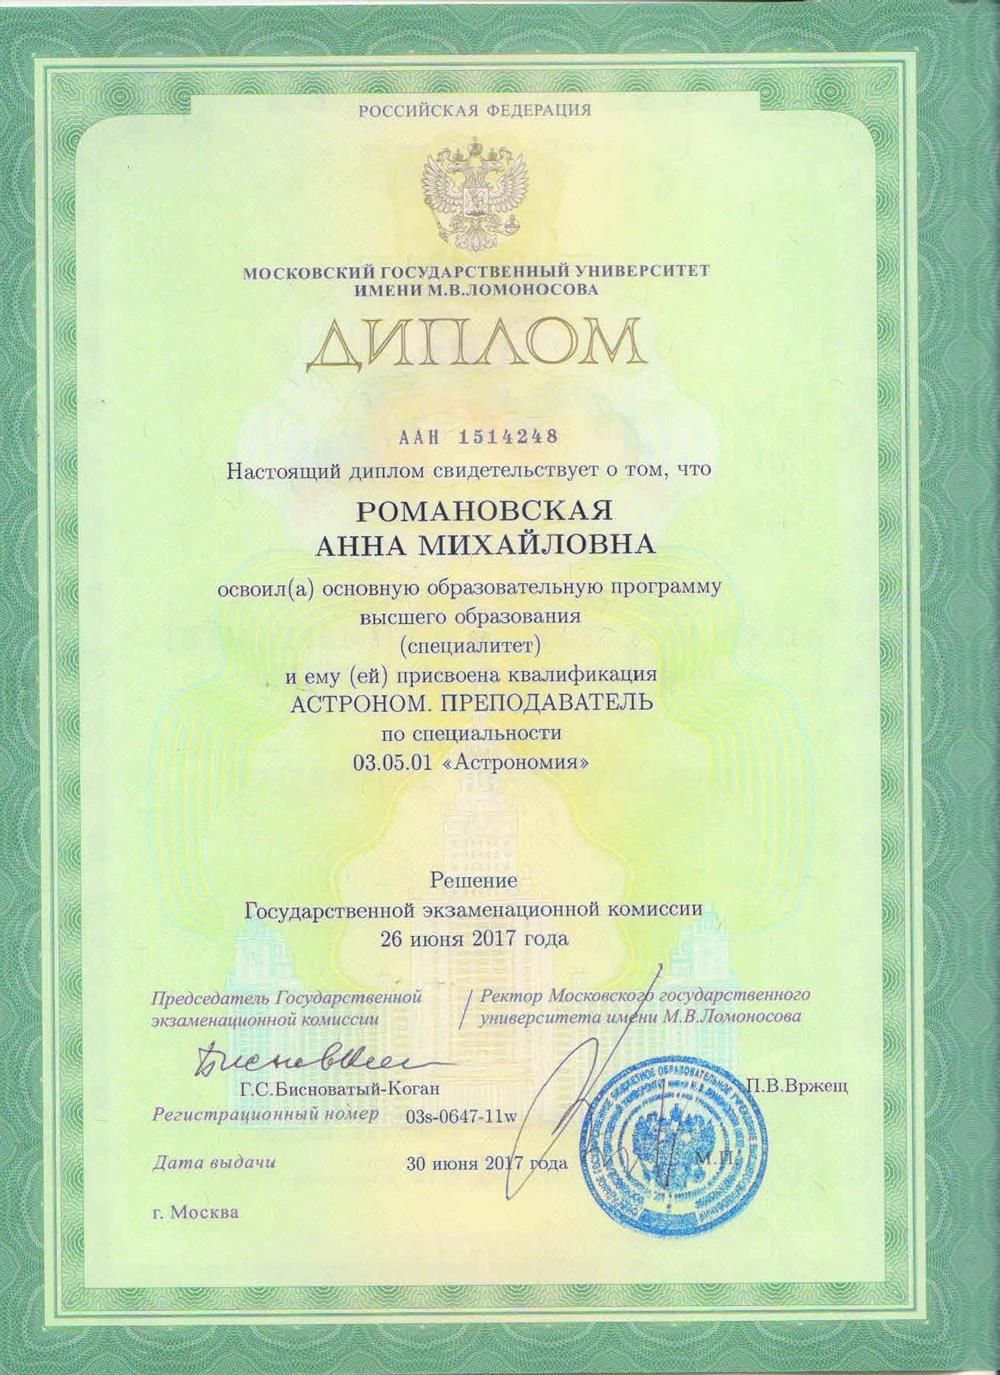 РОССИЙСКАЯ ФЕДЕРАЦИЯ
МОСКОВСКИЙ ГОСУДАРСТВЕННЫЙ УНИВЕРСИТЕТ
ИМЕНИ М.В.ЛОМОНОСОВА
ДИПЛОМ
ААН 1514248
Настоящий диплом свидетельствует о том, что
РОМАНОВСКАЯ
АННА МИХАЙЛОВНА
освоил(а) основную образовательную программу
высшего образования
(специалитет)
и ему (ей) присвоена квалификация
АСТРОНОМ. ПРЕПОДАВАТЕЛЬ
по специальности
03.05.01 «Астрономия»
Решение
Государственной экзаменационной комиссии
26 июня 2017 года
Председатель Государственной
экзаменационной комиссии
Г.С.Бисноватый-Коган
/ Ректор Московского государственного
университета имени М.В.Ломоносова
П.В.Вржещ
Регистрационный номер 03s-0647-11w
Дата выдачи 30 июня 2017 года
М.П.
г. Москва